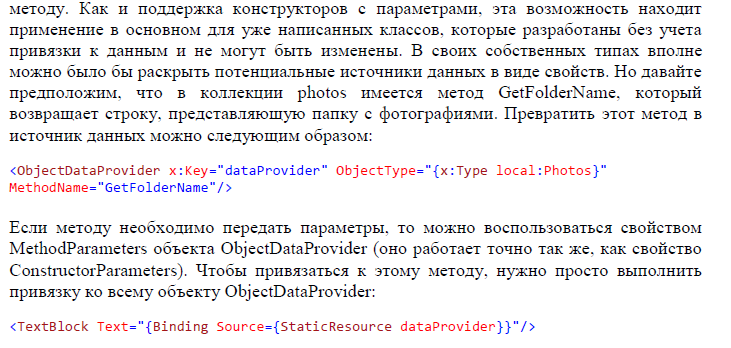 методу. Как и поддержка конструкторов с параметрами, эта возможность находит
применение в основном для уже написанных классов, которые разработаны без учета
привязки к данным и не могут быть изменены. В своих собственных типах вполне
можно было бы раскрыть потенциальные источники данных в виде свойств. Но давайте
предположим, что в коллекции photos имеется метод GetFolderName, который
возвращает строку, представляющую папку с фотографиями. Превратить этот метод в
источник данных можно следующим образом:
<ObjectDataProvider x:Key="dataProvider" ObjectType="{x:Type local:Photos}"
MethodName="GetFolderName"/>
Если методу необходимо передать параметры, то можно воспользоваться свойством
MethodParameters объекта ObjectDataProvider (оно работает точно так же, как свойство
ConstructorParameters). Чтобы привязаться к этому методу, нужно просто выполнить
привязку ко всему объекту ObjectDataProvider:
<TextBlock Text="{Binding Source={StaticResource dataProvider}}"/>